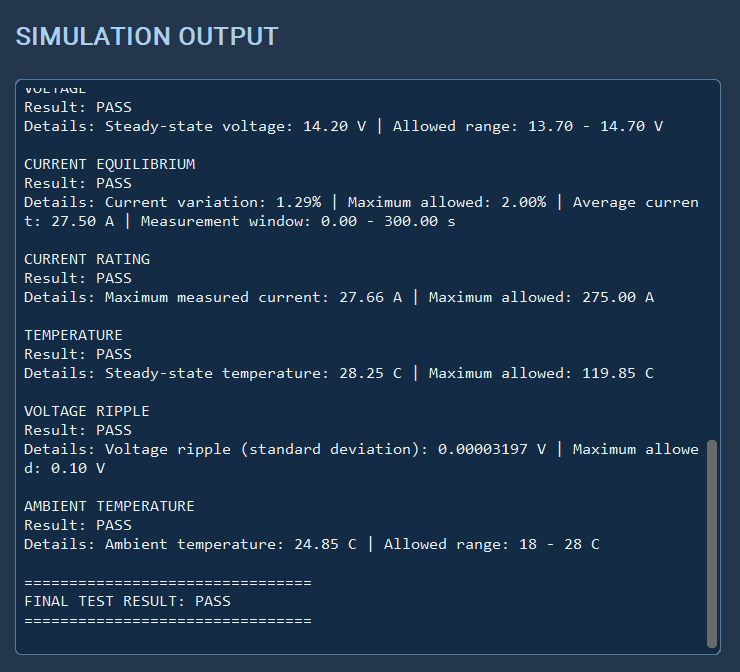 SIMULATION OUTPUT
VOLTAGE
Result: PASS
Details: Steady-state voltage: 14.20 V | Allowed range: 13.70 - 14.70 V
CURRENT EQUILIBRIUM
Result: PASS
Details: Current variation: 1.29% | Maximum allowed: 2.00% | Average curren
t: 27.50 A | Measurement window: 0.00 - 300.00 s
CURRENT RATING
Result: PASS
Details: Maximum measured current: 27.66 A | Maximum allowed: 275.00 A
TEMPERATURE
Result: PASS
Details: Steady-state temperature: 28.25 C | Maximum allowed: 119.85 C
VOLTAGE RIPPLE
Result: PASS
Details: Voltage ripple (standard deviation): 0.00003197 V | Maximum allowe
d: 0.10 V
AMBIENT TEMPERATURE
Result: PASS
Details: Ambient temperature: 24.85 C | Allowed range: 18 - 28 C
================================
FINAL TEST RESULT: PASS
================================